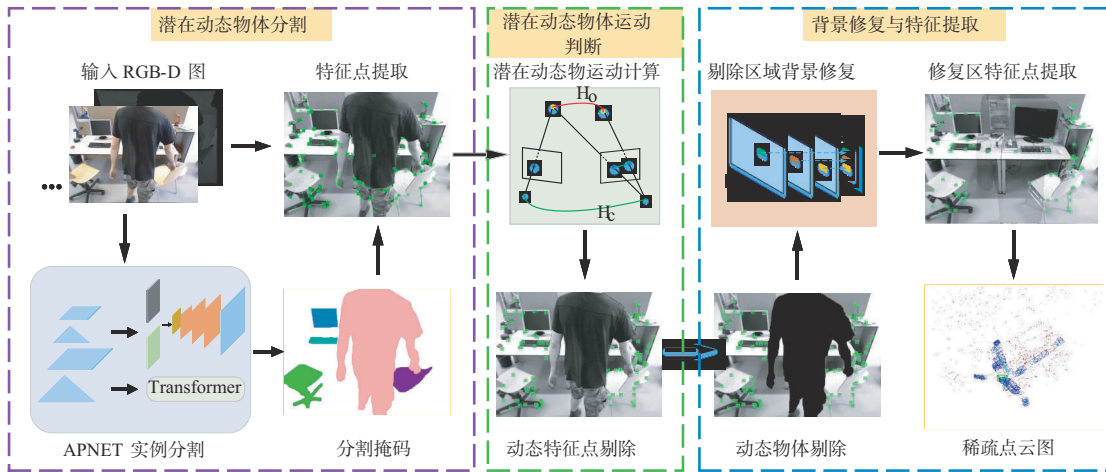 潜在动态物体分割
输入 RGB-D 图
特征点提取
Transformer
APNET 实例分割
分割掩码
潜在动态物体运动
判断
潜在动态物运动计算
Ho
Hc
动态特征点剔除
背景修复与特征提取
剔除区域背景修复
修复区特征点提取
动态物体剔除
稀疏点云图